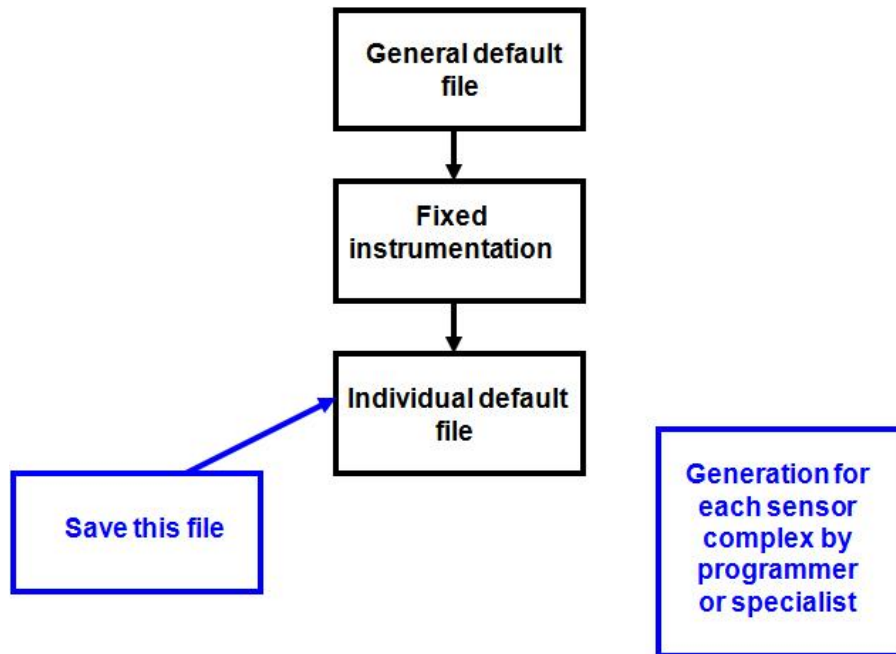 General default
file
Fixed
instrumentation
Individual default
file
Save this file
Generation for
each sensor
complex by
programmer
or specialist